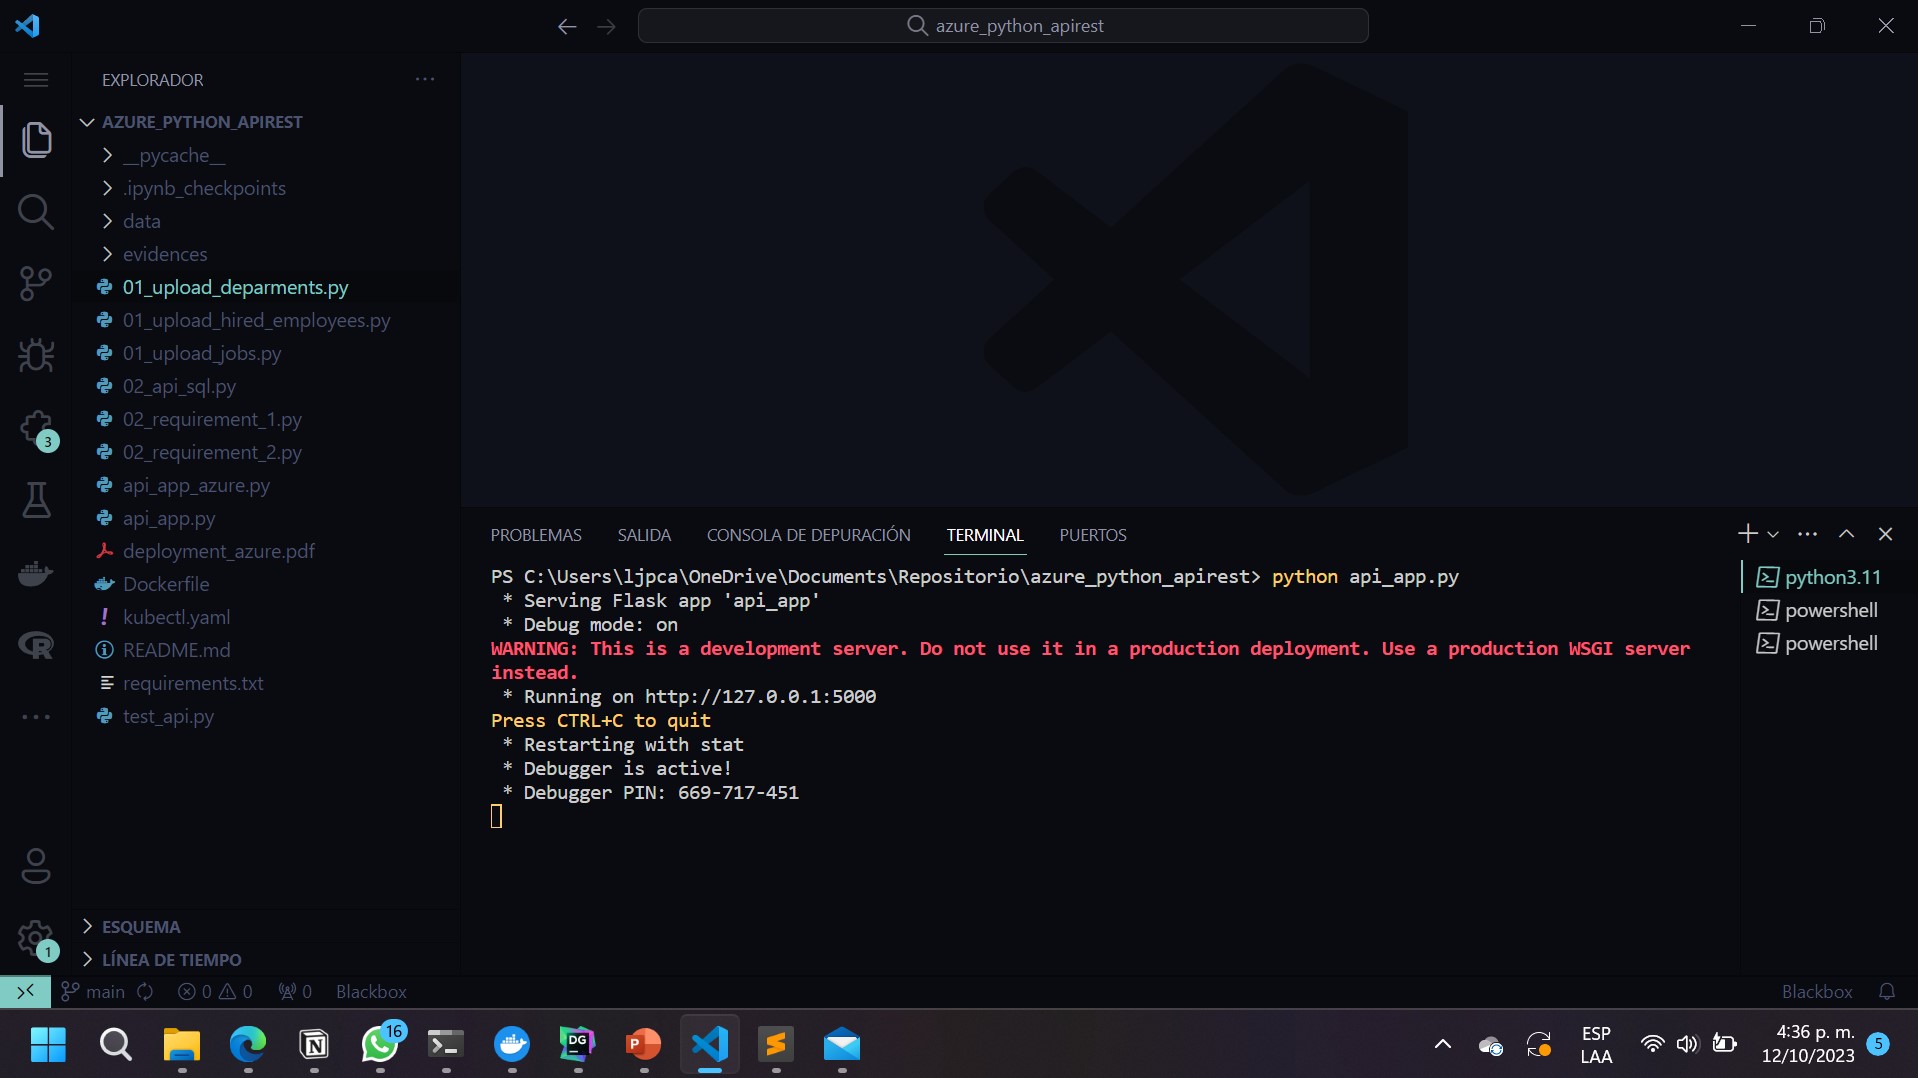 azure_python_apirest
EXPLORADOR
AZURE_PYTHON_APIREST
__pycache__
.ipynb_checkpoints
data
evidences
01_upload_deparments.py
01_upload_hired_employees.py
01_upload_jobs.py
02_api_sql.py
02_requirement_1.py
02_requirement_2.py
api_app_azure.py
api_app.py
deployment_azure.pdf
Dockerfile
kubectl.yaml
README.md
requirements.txt
test_api.py
3
ESQUEMA
LÍNEA DE TIEMPO
1
PROBLEMAS SALIDA CONSOLA DE DEPURACIÓN TERMINAL PUERTOS
PS C:\Users\ljpca\OneDrive\Documents\Repositorio\azure_python_apirest> python api_app.py
* Serving Flask app 'api_app'
* Debug mode: on
WARNING: This is a development server. Do not use it in a production deployment. Use a production WSGI server
instead.
* Running on http://127.0.0.1:5000
Press CTRL+C to quit
* Restarting with stat
* Debugger is active!
* Debugger PIN: 669-717-451
python3.11
powershell
powershell
main 0 0 0 Blackbox Blackbox
16
DG
P
ESP
LAA
4:36 p. m.
12/10/2023
5